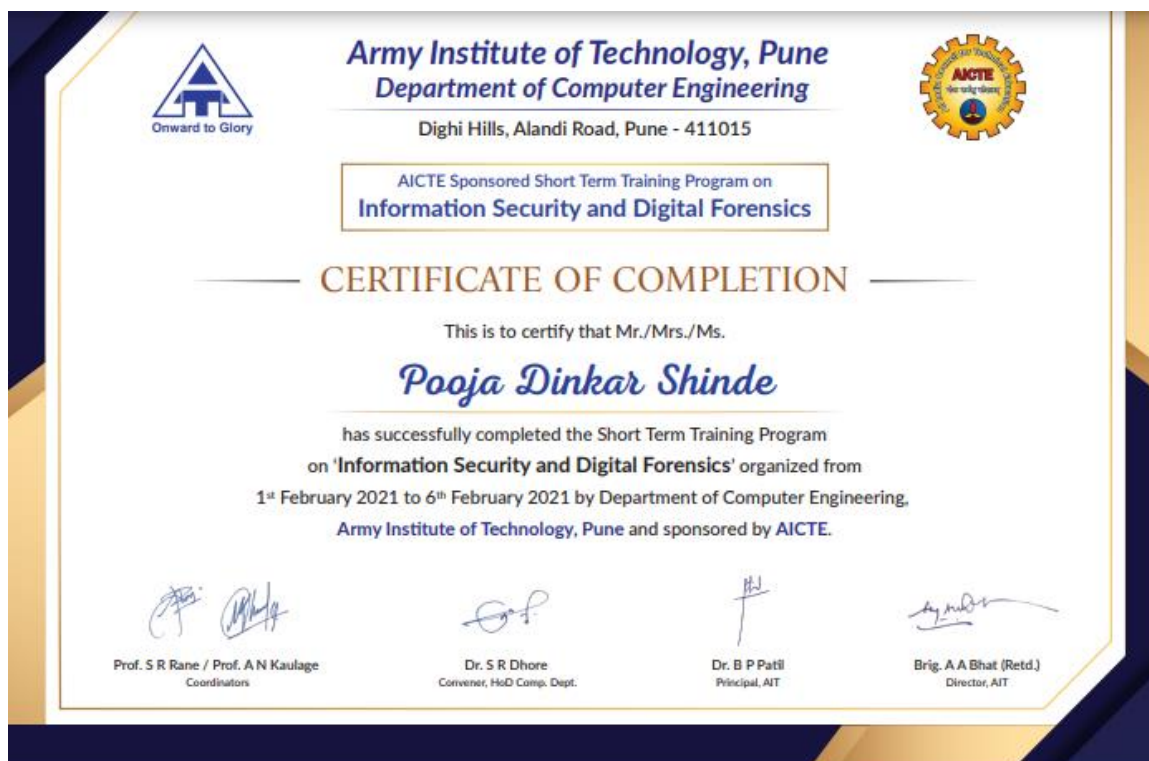 Army Institute of Technology, Pune
Department of Computer Engineering
Onward to Glory
Dighi Hills, Alandi Road, Pune - 411015
AICTE
AICTE Sponsored Short Term Training Program on
Information Security and Digital Forensics
CERTIFICATE OF COMPLETION
This is to certify that Mr./Mrs./Ms.
Pooja Dinkar Shinde
has successfully completed the Short Term Training Program
on ‘Information Security and Digital Forensics’ organized from
1st February 2021 to 6th February 2021 by Department of Computer Engineering,
Army Institute of Technology, Pune and sponsored by AICTE.
Prof. S R Rane / Prof. A N Kaulage
Coordinators
Dr. S R Dhore
Convener, HoD Comp. Dept.
Dr. B P Patil
Principal, AIT
Brig. A A Bhat (Retd.)
Director, AIT